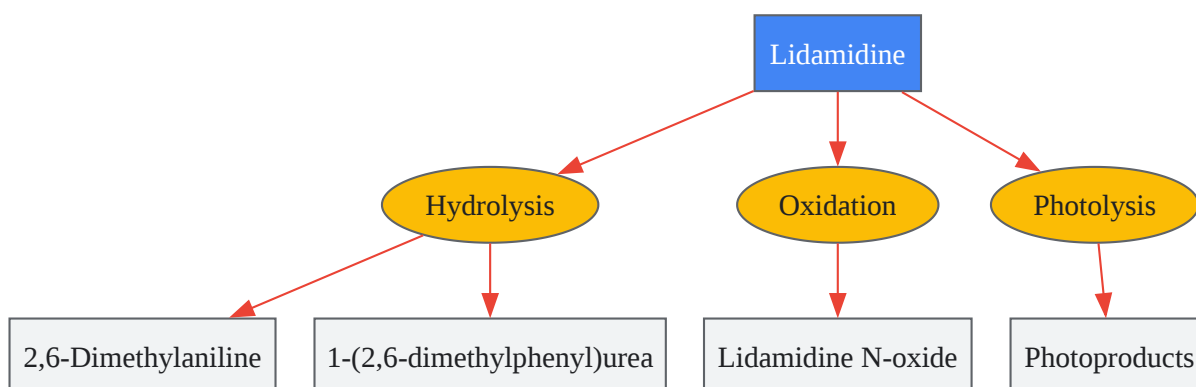 Lidamidine
Hydrolysis
Oxidation
Photolysis
2,6-Dimethylaniline
1-(2,6-dimethylphenyl)urea
Lidamidine N-oxide
Photoproducts